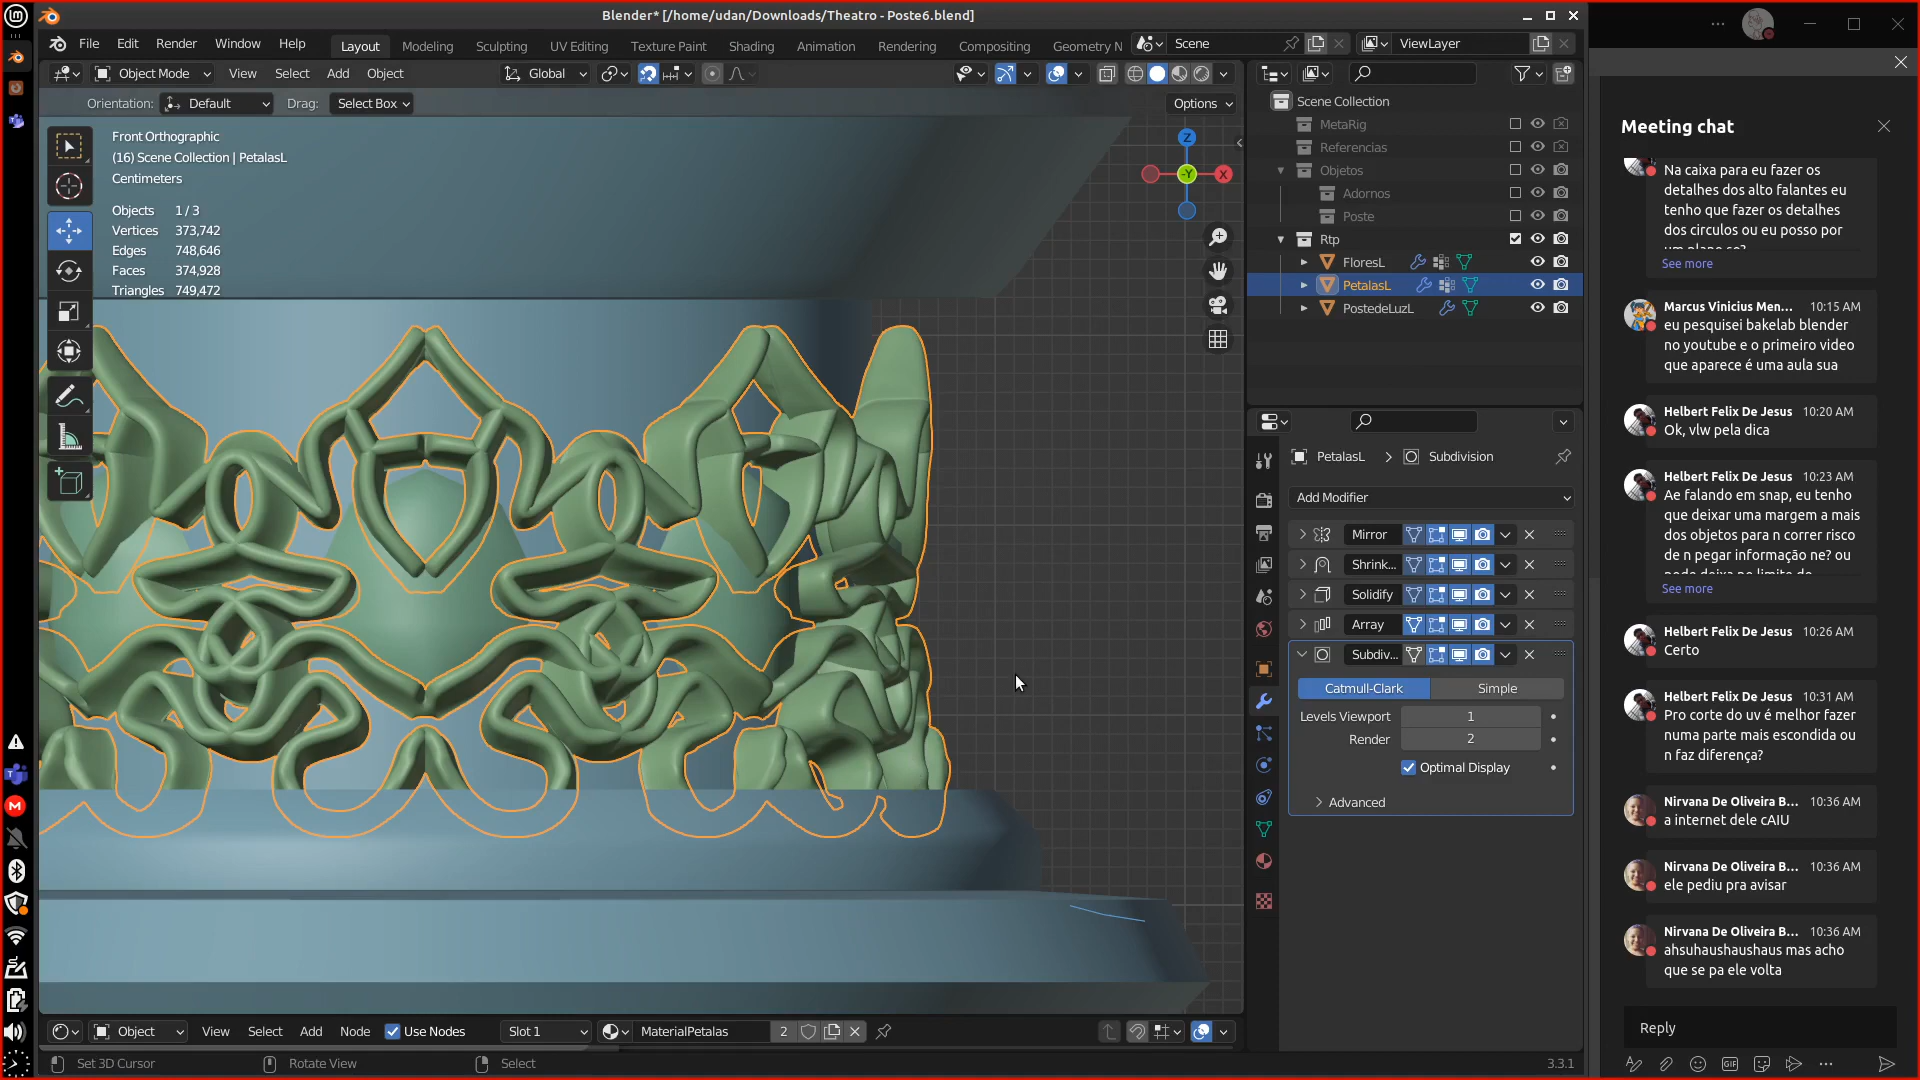 Blender* [/home/udan/Downloads/Theatro - Poste6.blend]
File Edit Render Window Help
Layout Modeling Sculpting UV Editing Texture Paint Shading Animation Rendering Compositing Geometry N
Scene
ViewLayer
Object Mode View Select Add Object
Global
Orientation: Default Drag: Select Box
Options
Front Orthographic
(16) Scene Collection | PetalasL
Centimeters
Objects 1 / 3
Vertices 373,742
Edges 748,646
Faces 374,928
Triangles 749,472
Z
-Y
X
Scene Collection
MetaRig
Referencias
Objetos
Adornos
Poste
Rtp
FloresL
PetalasL
PostedeLuzL
PetalasL > Subdivision
Add Modifier
Mirror
Shrink...
Solidify
Array
Subdiv...
Catmull-Clark Simple
Levels Viewport 1
Render 2
Optimal Display
Advanced
Object View Select Add Node Use Nodes Slot 1 MaterialPetalas 2
Set 3D Cursor Rotate View Select
3.3.1
Meeting chat
Na caixa para eu fazer os
detalhes dos alto falantes eu
tenho que fazer os detalhes
dos circulos ou eu posso por
See more
Marcus Vinicius Men... 10:15 AM
eu pesquisei bakelab blender
no youtube e o primeiro video
que aparece é uma aula sua
Helbert Felix De Jesus 10:20 AM
Ok, vlw pela dica
Helbert Felix De Jesus 10:23 AM
Ae falando em snap, eu tenho
que deixar uma margem a mais
dos objetos para n correr risco
de n pegar informação ne? ou
See more
Helbert Felix De Jesus 10:26 AM
Certo
Helbert Felix De Jesus 10:31 AM
Pro corte do uv é melhor fazer
numa parte mais escondida ou
n faz diferença?
Nirvana De Oliveira B... 10:36 AM
a internet dele cAIU
Nirvana De Oliveira B... 10:36 AM
ele pediu pra avisar
Nirvana De Oliveira B... 10:36 AM
ahsuhaushaushaus mas acho
que se pa ele volta
Reply
GIF